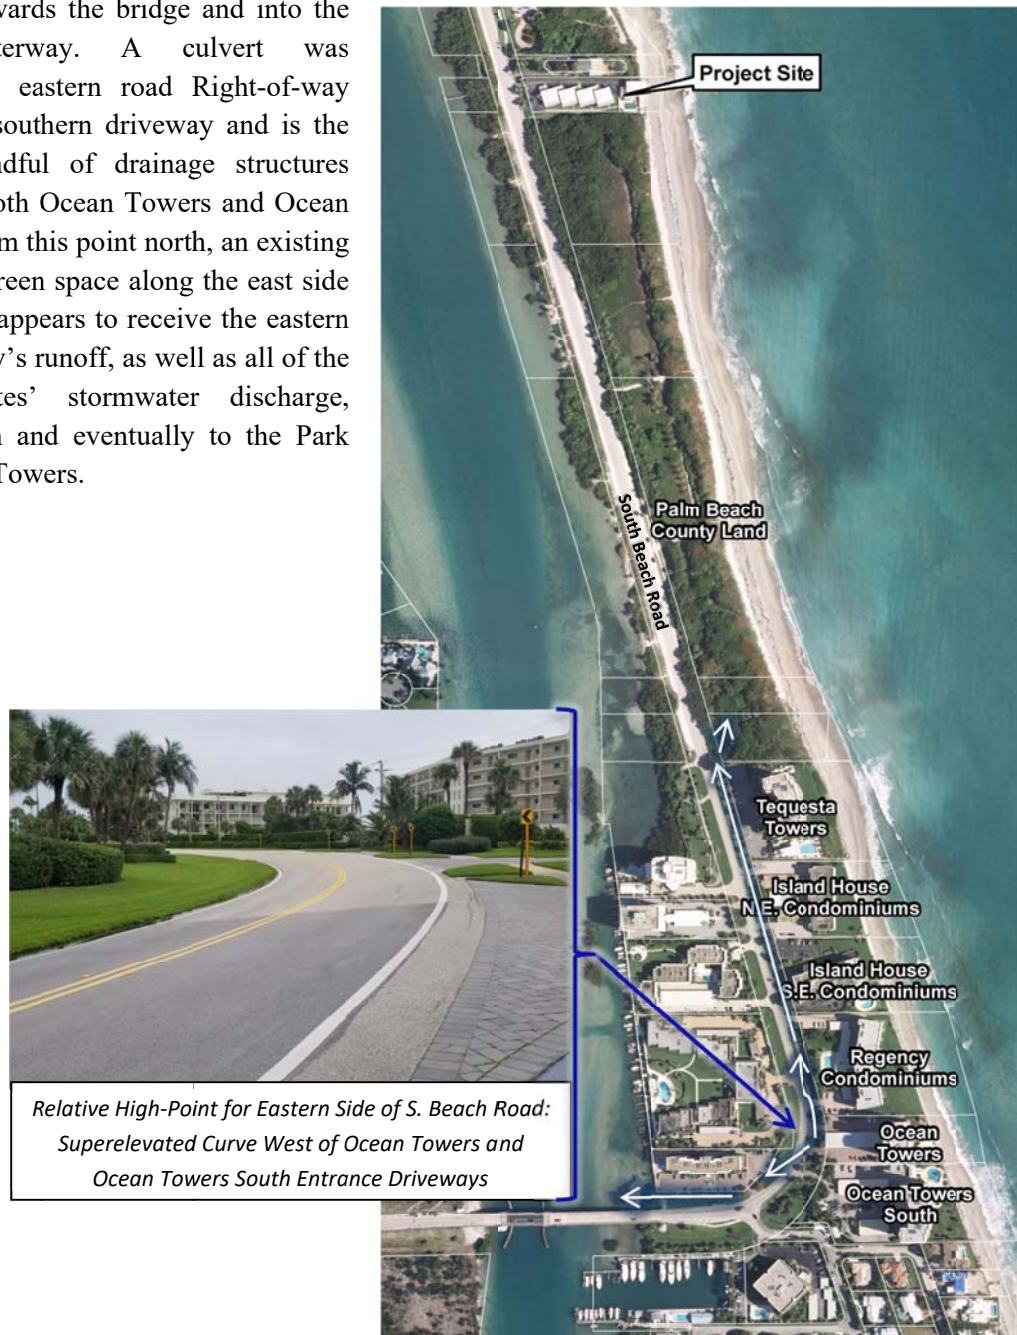 wards the bridge and into the
terway. A culvert was
eastern road Right-of-way
southern driveway and is the
ndful of drainage structures
oth Ocean Towers and Ocean
m this point north, an existing
reen space along the east side
appears to receive the eastern
y's runoff, as well as all of the
tes' stormwater discharge,
n and eventually to the Park
Towers.
Project Site
Palm Beach
County Land
South Beach Road
Tequesta
Towers
Island House
N.E. Condominiums
Island House
S.E. Condominiums
Regency
Condominiums
Ocean
Towers
Ocean Towers
South
Relative High-Point for Eastern Side of S. Beach Road:
Superelevated Curve West of Ocean Towers and
Ocean Towers South Entrance Driveways